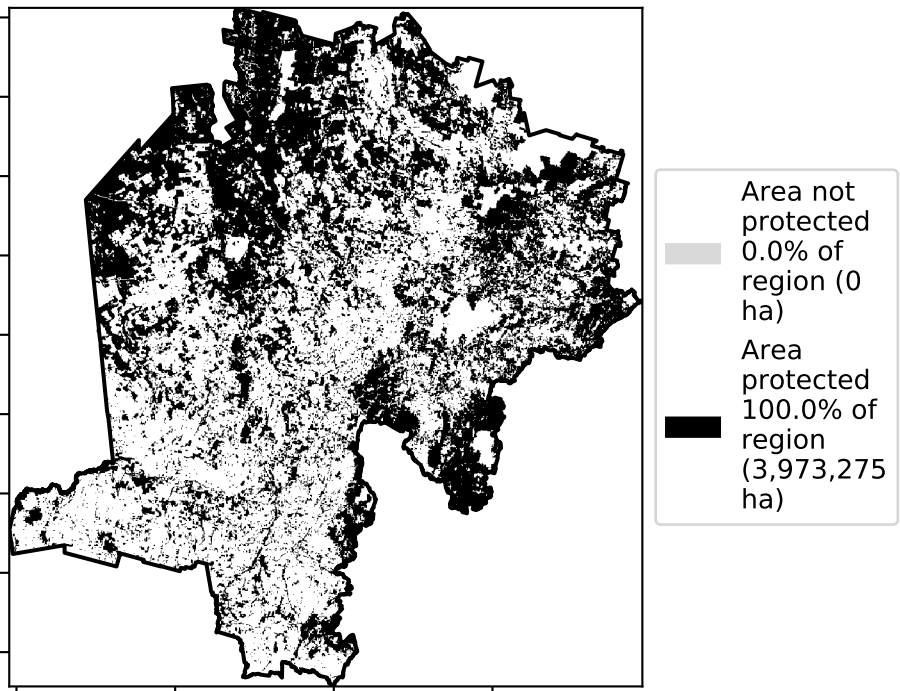 Area not
protected
0.0% of
region (0
ha)
Area
protected
100.0% of
region
(3,973,275
ha)